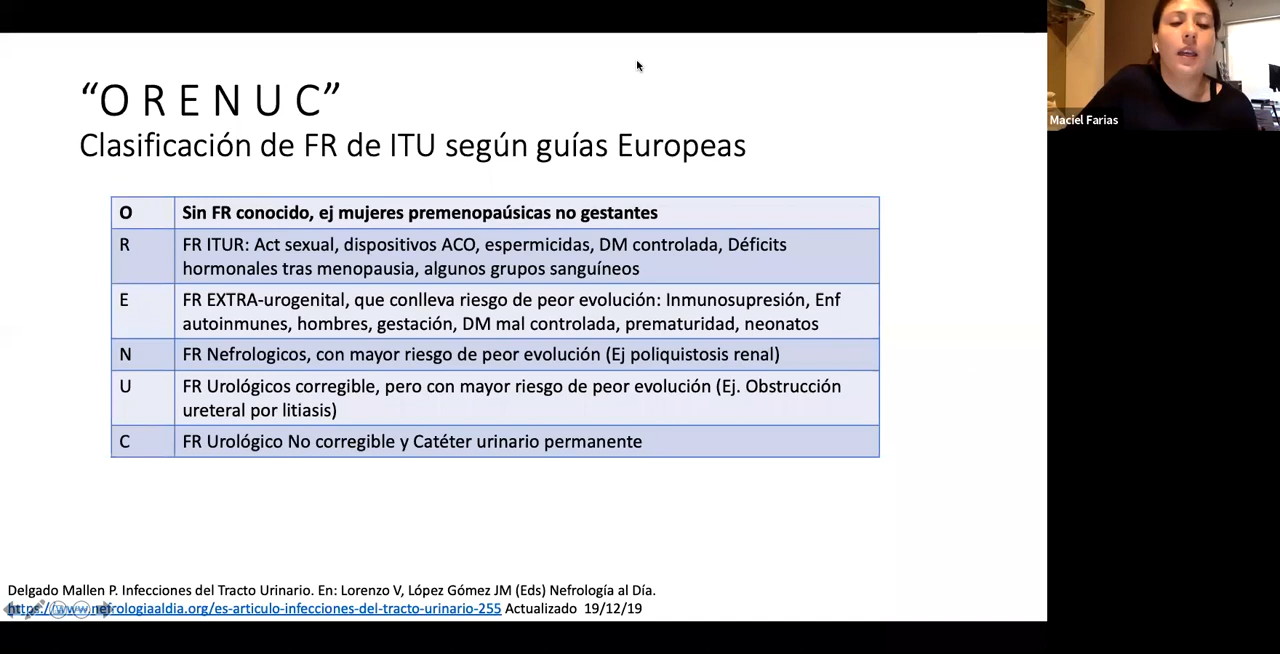 “O R E N U C”
Clasificación de FR de ITU según guías Europeas
O Sin FR conocido, ej mujeres premenopaúsicas no gestantes
R FR ITUR: Act sexual, dispositivos ACO, espermicidas, DM controlada, Déficits
hormonales tras menopausia, algunos grupos sanguíneos
E FR EXTRA-urogenital, que conlleva riesgo de peor evolución: Inmunosupresión, Enf
autoinmunes, hombres, gestación, DM mal controlada, prematuridad, neonatos
N FR Nefrologicos, con mayor riesgo de peor evolución (Ej poliquistosis renal)
U FR Urológicos corregible, pero con mayor riesgo de peor evolución (Ej. Obstrucción
ureteral por litiasis)
C FR Urológico No corregible y Catéter urinario permanente
Delgado Mallen P. Infecciones del Tracto Urinario. En: Lorenzo V, López Gómez JM (Eds) Nefrología al Día.
https://www.nefrologiaaldia.org/es-articulo-infecciones-del-tracto-urinario-255 Actualizado 19/12/19
Maciel Farias